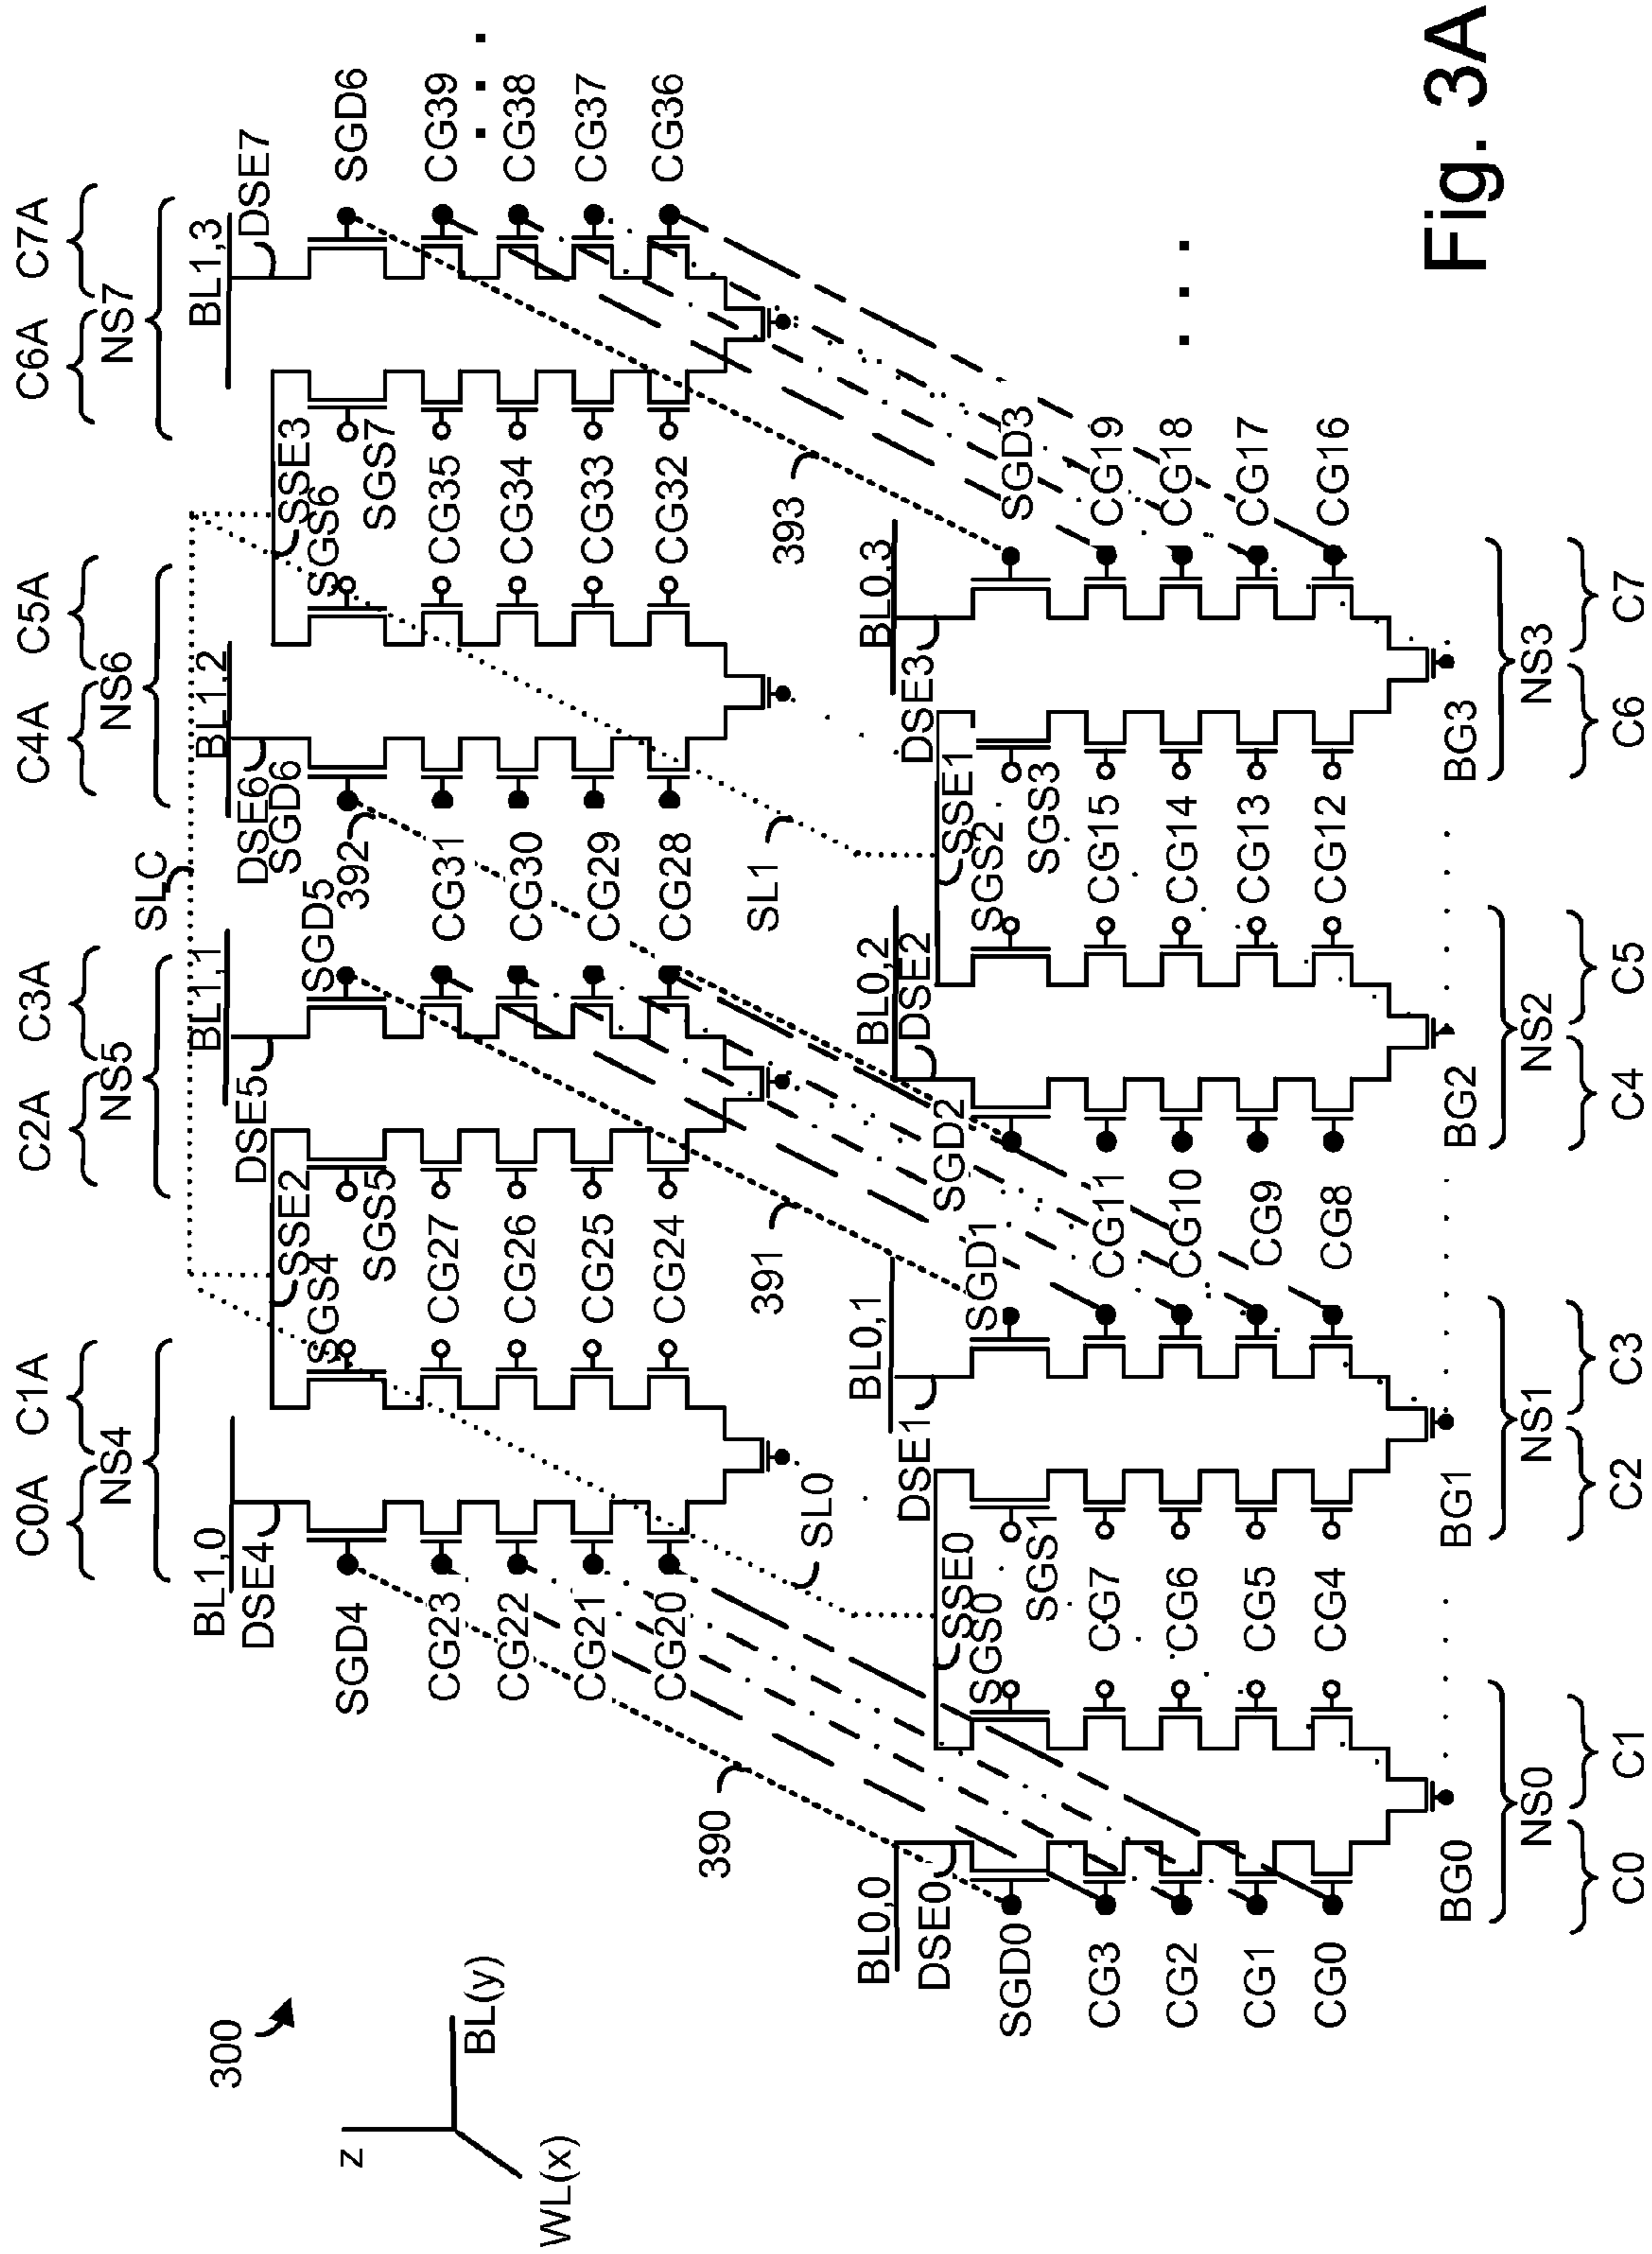 300
z
BL(y)
WL(x)
C0A C1A C2A C3A C4A C5A C6A C7A
NS4 NS5 NS6 NS7
SLC
BL1,0 BL1,1 BL1,2 BL1,3
DSE4 DSE5 DSE6 DSE7
SSE2 SSE3
SGD4 SGS4 SGS5 SGD5 SGD6 SGS6 SGS7 SGD6
392
CG23 CG27 CG31 CG35 CG39
CG22 CG26 CG30 CG34 CG38
CG21 CG25 CG29 CG33 CG37
CG20 CG24 CG28 CG32 CG36
390 SL0 391 SL1 393
BL0,0 BL0,1 BL0,2 BL0,3
DSE0 DSE1 DSE2 DSE3
SSE0 SSE1
SGD0 SGS0 SGS1 SGD1 SGD2 SGS2 SGS3 SGD3
CG3 CG7 CG11 CG15 CG19
CG2 CG6 CG10 CG14 CG18
CG1 CG5 CG9 CG13 CG17
CG0 CG4 CG8 CG12 CG16
BG0 BG1 BG2 BG3
NS0 NS1 NS2 NS3
C0 C1 C2 C3 C4 C5 C6 C7
Fig. 3A